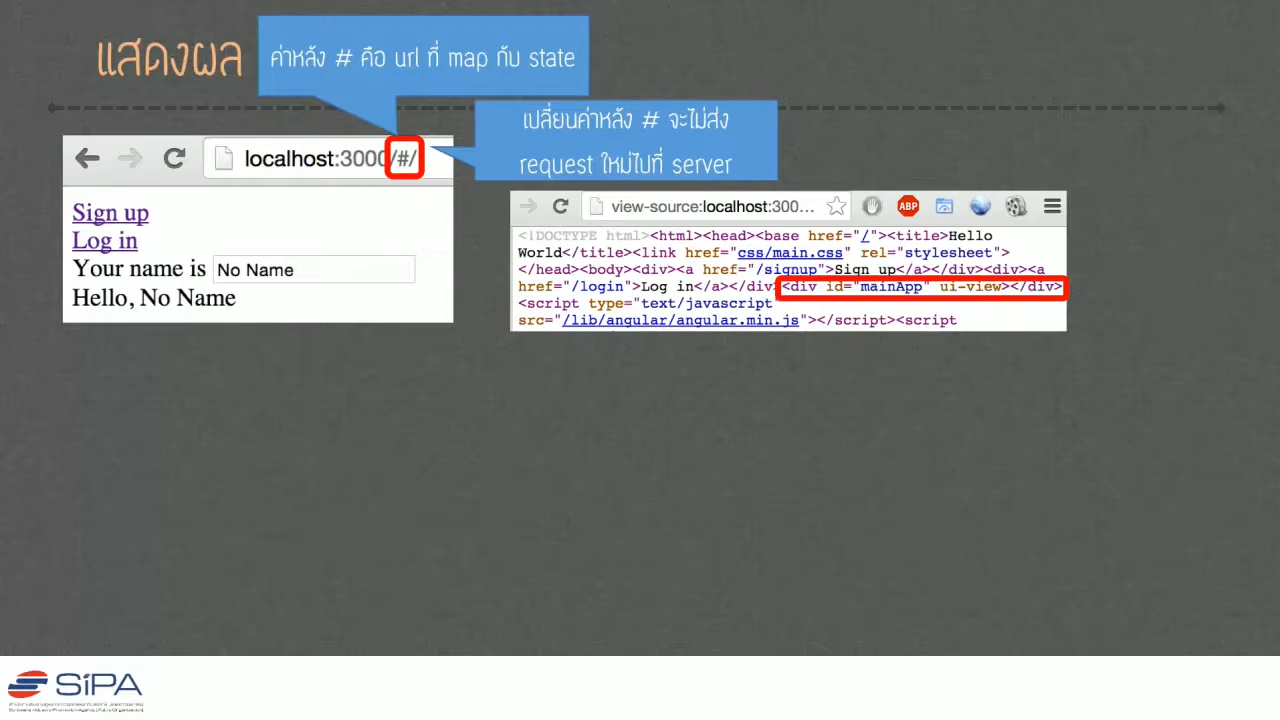 แสดงผล
ค่าหลัง # คือ url ที่ map กับ state
เปลี่ยนค่าหลัง # จะไม่ส่ง
request ใหม่ไปที่ server
localhost:3000/#/
Sign up
Log in
Your name is No Name
Hello, No Name
view-source:localhost:300...
ABP
<!DOCTYPE html><html><head><base href="/"><title>Hello
World</title><link href="css/main.css" rel="stylesheet">
</head><body><div><a href="/signup">Sign up</a></div><div><a
href="/login">Log in</a></div><div id="mainApp" ui-view></div>
<script type="text/javascript"
src="/lib/angular/angular.min.js"></script><script
SiPA